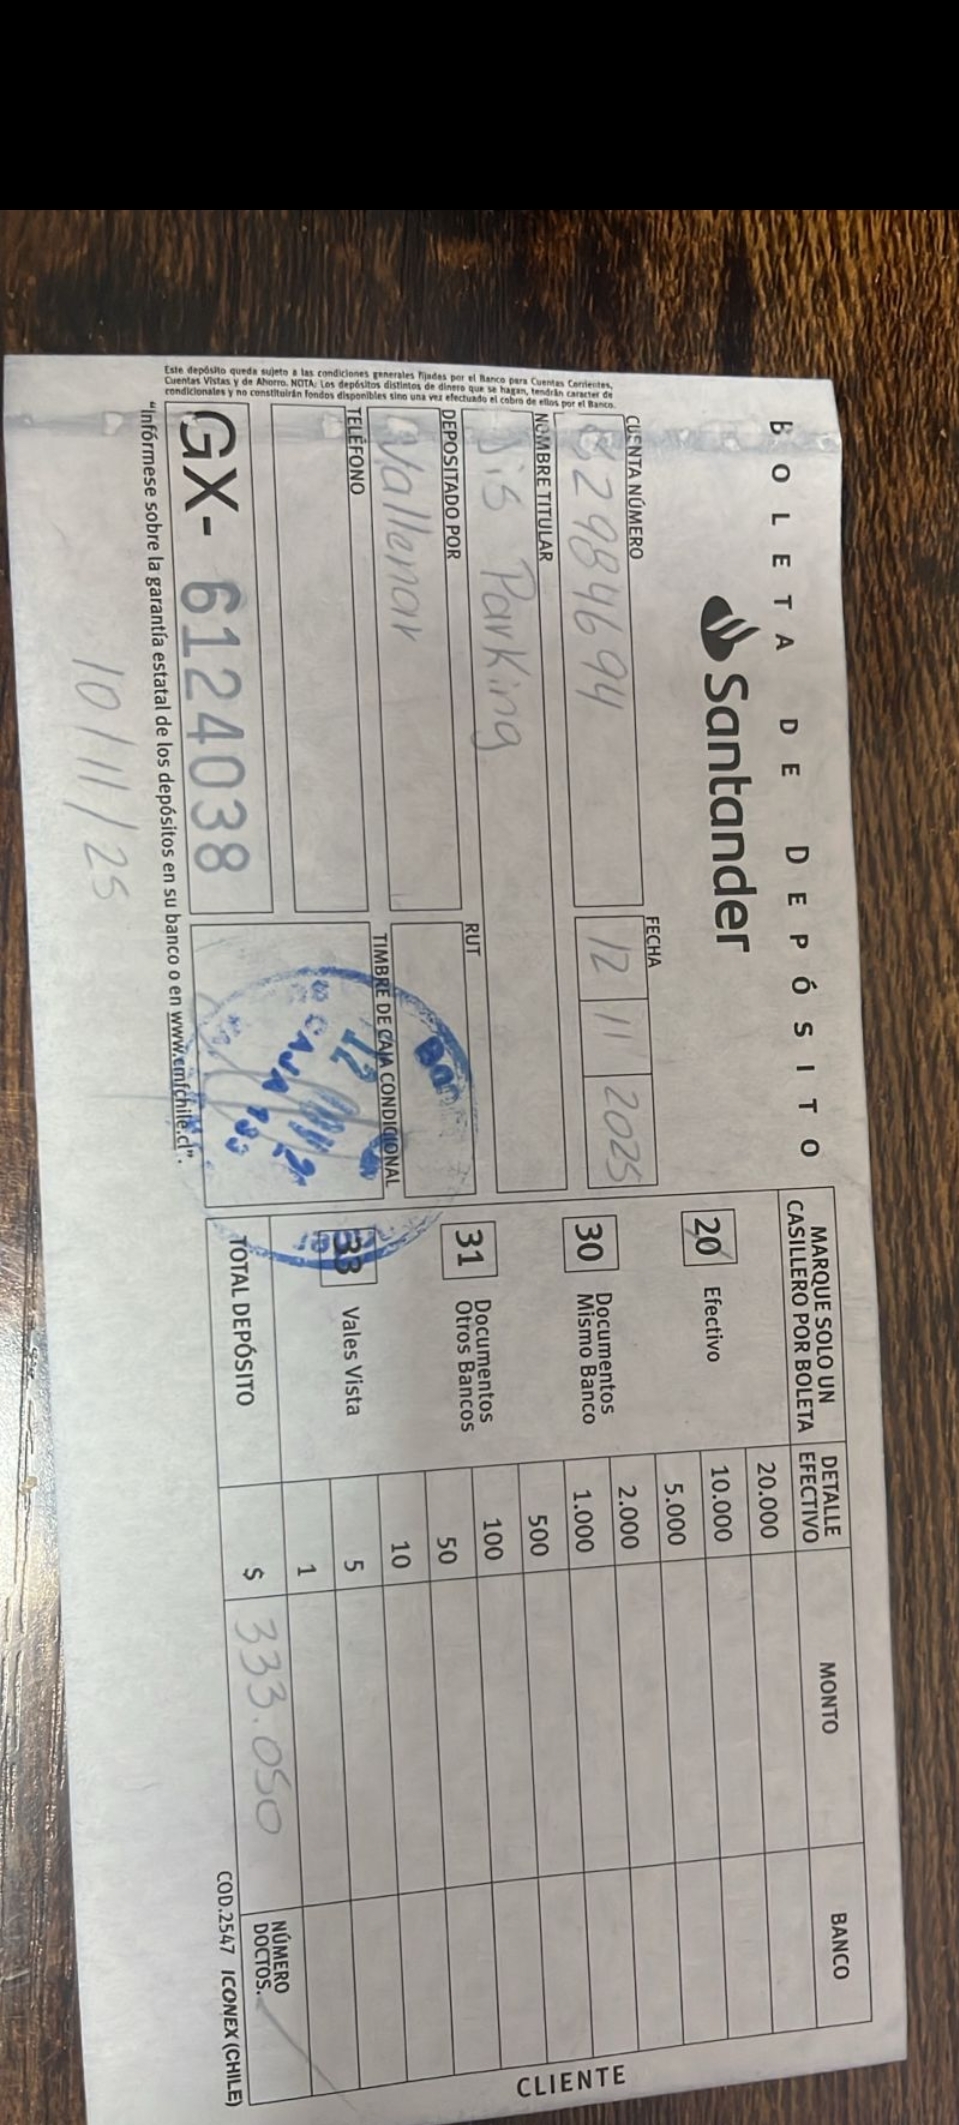 BOLETA DE DEPÓSITO
Santander
CUENTA NÚMERO
FECHA
12 11 2025
NOMBRE TITULAR
Parking
RUT
DEPOSITADO POR
Vallenar
TELÉFONO
TIMBRE DE CAJA CONDICIONAL
GX- 6124038
Este depósito queda sujeto a las condiciones generales fijadas por el Banco para Cuentas Corrientes,
Cuentas Vistas y de Ahorro. NOTA: Los depósitos distintos de dinero que se hagan, tendrán caracter de
condicionales y no constituirán fondos disponibles sino una vez efectuado el cobro de ellos por el Banco.
"Infórmese sobre la garantía estatal de los depósitos en su banco o en www.cmfchile.cl".
10/11/25
MARQUE SOLO UN
CASILLERO POR BOLETA
20 Efectivo
30 Documentos
Mismo Banco
31 Documentos
Otros Bancos
33 Vales Vista
TOTAL DEPÓSITO
DETALLE
EFECTIVO
MONTO
BANCO
20.000
10.000
5.000
2.000
1.000
500
100
50
10
5
1
$ 333.050
NÚMERO
DOCTOS.
COD.2547 ICONEX (CHILE)
CLIENTE